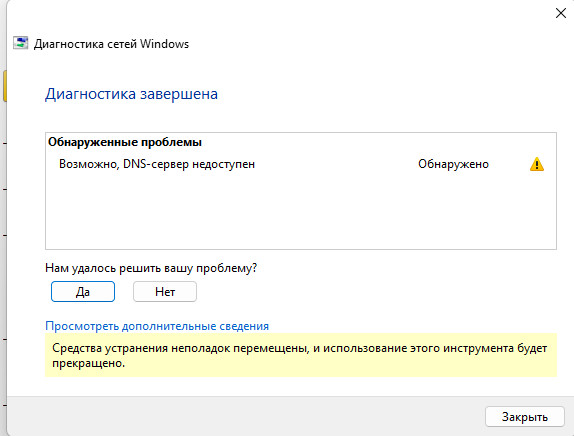 Диагностика сетей Windows
Диагностика завершена
Обнаруженные проблемы
Возможно, DNS-сервер недоступен Обнаружено
Нам удалось решить вашу проблему?
Да Нет
Просмотреть дополнительные сведения
Средства устранения неполадок перемещены, и использование этого инструмента будет
прекращено.
Закрыть